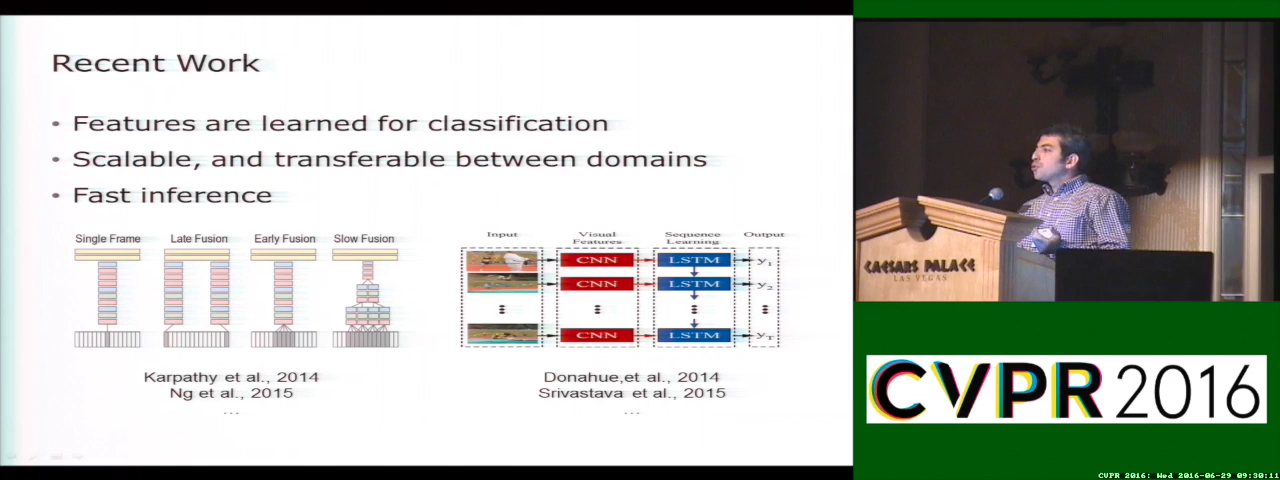 Recent Work
• Features are learned for classification
• Scalable, and transferable between domains
• Fast inference
Single Frame Late Fusion Early Fusion Slow Fusion
Input Visual Features Sequence Learning Output
CNN LSTM y1
CNN LSTM y2
CNN LSTM yT
Karpathy et al., 2014
Ng et al., 2015
...
Donahue,et al., 2014
Srivastava et al., 2015
...
CAESARS PALACE
LAS VEGAS
CVPR 2016
CVPR 2016: Wed 2016-06-29 09:30:11